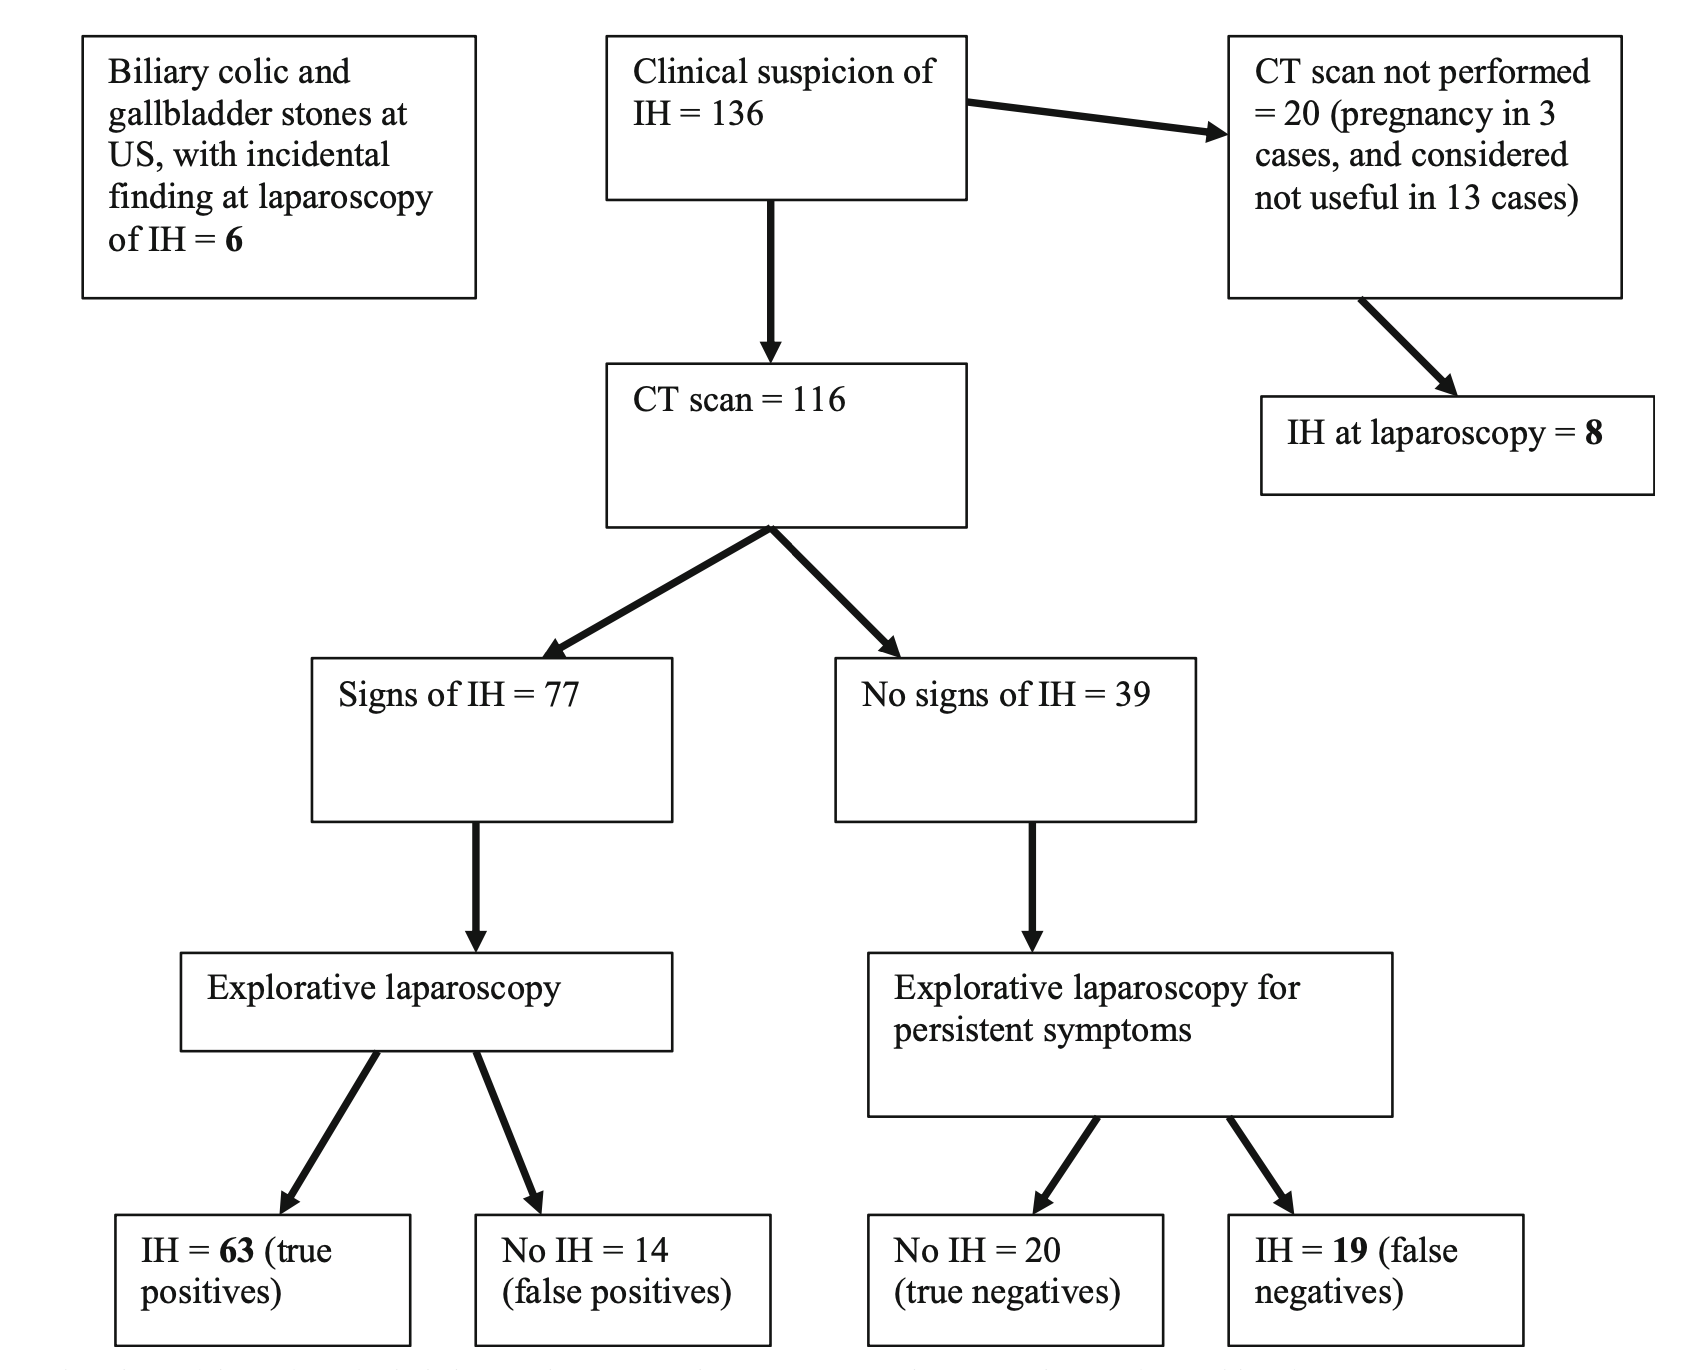 Biliary colic and
gallbladder stones at
US, with incidental
finding at laparoscopy
of IH = 6
Clinical suspicion of
IH = 136
CT scan not performed
= 20 (pregnancy in 3
cases, and considered
not useful in 13 cases)
CT scan = 116
IH at laparoscopy = 8
Signs of IH = 77
No signs of IH = 39
Explorative laparoscopy
Explorative laparoscopy for
persistent symptoms
IH = 63 (true
positives)
No IH = 14
(false positives)
No IH = 20
(true negatives)
IH = 19 (false
negatives)